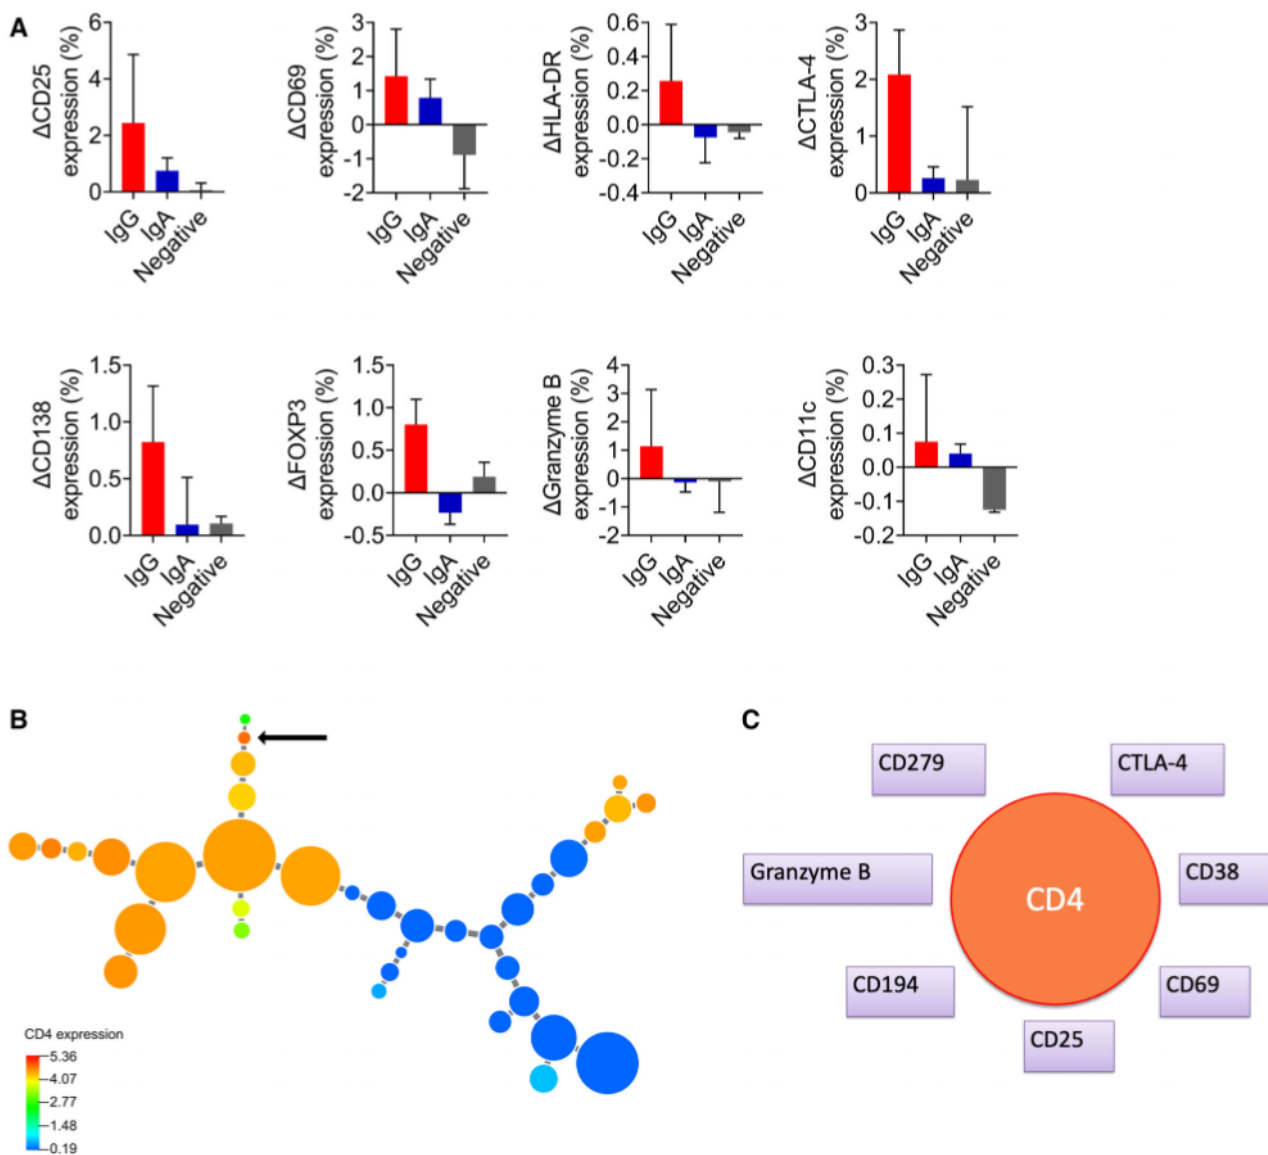 A
ΔCD25
expression (%)
6
4
2
0
IgG
IgA
Negative
ΔCD69
expression (%)
3
2
1
0
-1
-2
IgG
IgA
Negative
ΔHLA-DR
expression (%)
0.6
0.4
0.2
0.0
-0.2
-0.4
IgG
IgA
Negative
ΔCTLA-4
expression (%)
3
2
1
0
IgG
IgA
Negative
ΔCD138
expression (%)
1.5
1.0
0.5
0.0
IgG
IgA
Negative
ΔFOXP3
expression (%)
1.5
1.0
0.5
0.0
-0.5
IgG
IgA
Negative
ΔGranzyme B
expression (%)
4
3
2
1
0
-1
-2
IgG
IgA
Negative
ΔCD11c
expression (%)
0.3
0.2
0.1
0.0
-0.1
-0.2
IgG
IgA
Negative
B
CD4 expression
5.36
4.07
2.77
1.48
0.19
C
CD279
CTLA-4
Granzyme B
CD4
CD38
CD194
CD69
CD25